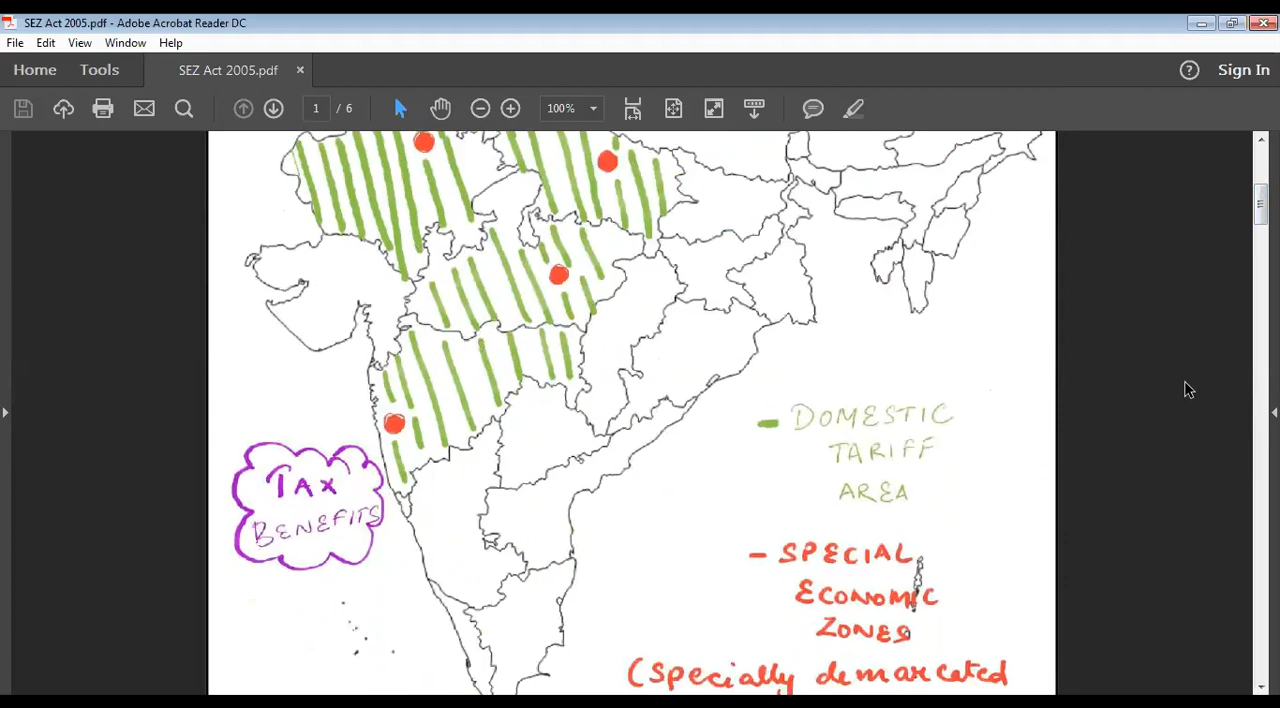 SEZ Act 2005.pdf - Adobe Acrobat Reader DC
File Edit View Window Help
Home Tools SEZ Act 2005.pdf × Sign In
1 / 6 100%
TAX
BENEFITS
- DOMESTIC
TARIFF
AREA
- SPECIAL
ECONOMIC
ZONES
(Specially demarcated